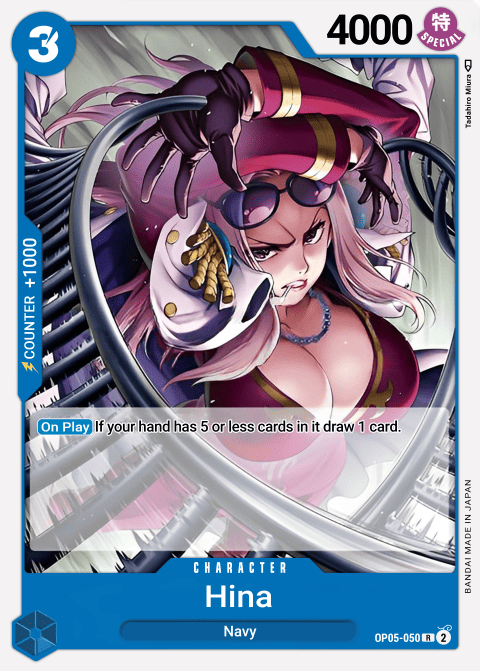 3
4000
特
SPECIAL
Tadahiro Miura
COUNTER +1000
On Play If your hand has 5 or less cards in it draw 1 card.
BANDAI MADE IN JAPAN
CHARACTER
Hina
Navy
OP05-050 R 2